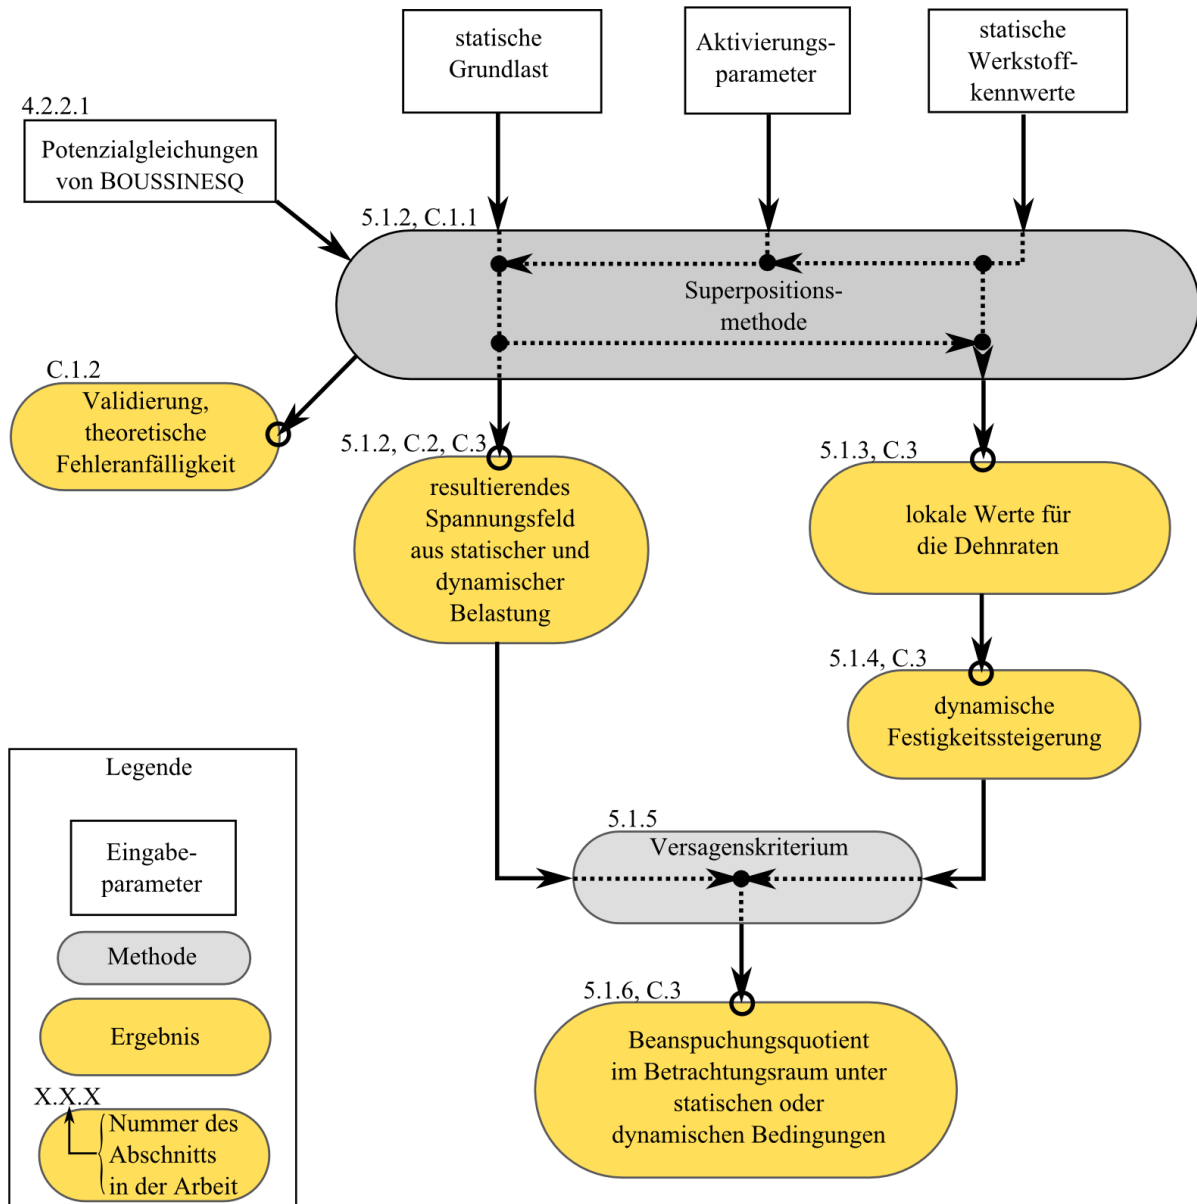 statische
Grundlast
Aktivierungs-
parameter
statische
Werkstoff-
kennwerte
4.2.2.1
Potenzialgleichungen
von BOUSSINESQ
5.1.2, C.1.1
Superpositions-
methode
C.1.2
Validierung,
theoretische
Fehleranfälligkeit
5.1.2, C.2, C.3
resultierendes
Spannungsfeld
aus statischer und
dynamischer
Belastung
5.1.3, C.3
lokale Werte für
die Dehnraten
5.1.4, C.3
dynamische
Festigkeitssteigerung
5.1.5
Versagenskriterium
5.1.6, C.3
Beanspuchungsquotient
im Betrachtungsraum unter
statischen oder
dynamischen Bedingungen
Legende
Eingabe-
parameter
Methode
Ergebnis
X.X.X
Nummer des
Abschnitts
in der Arbeit